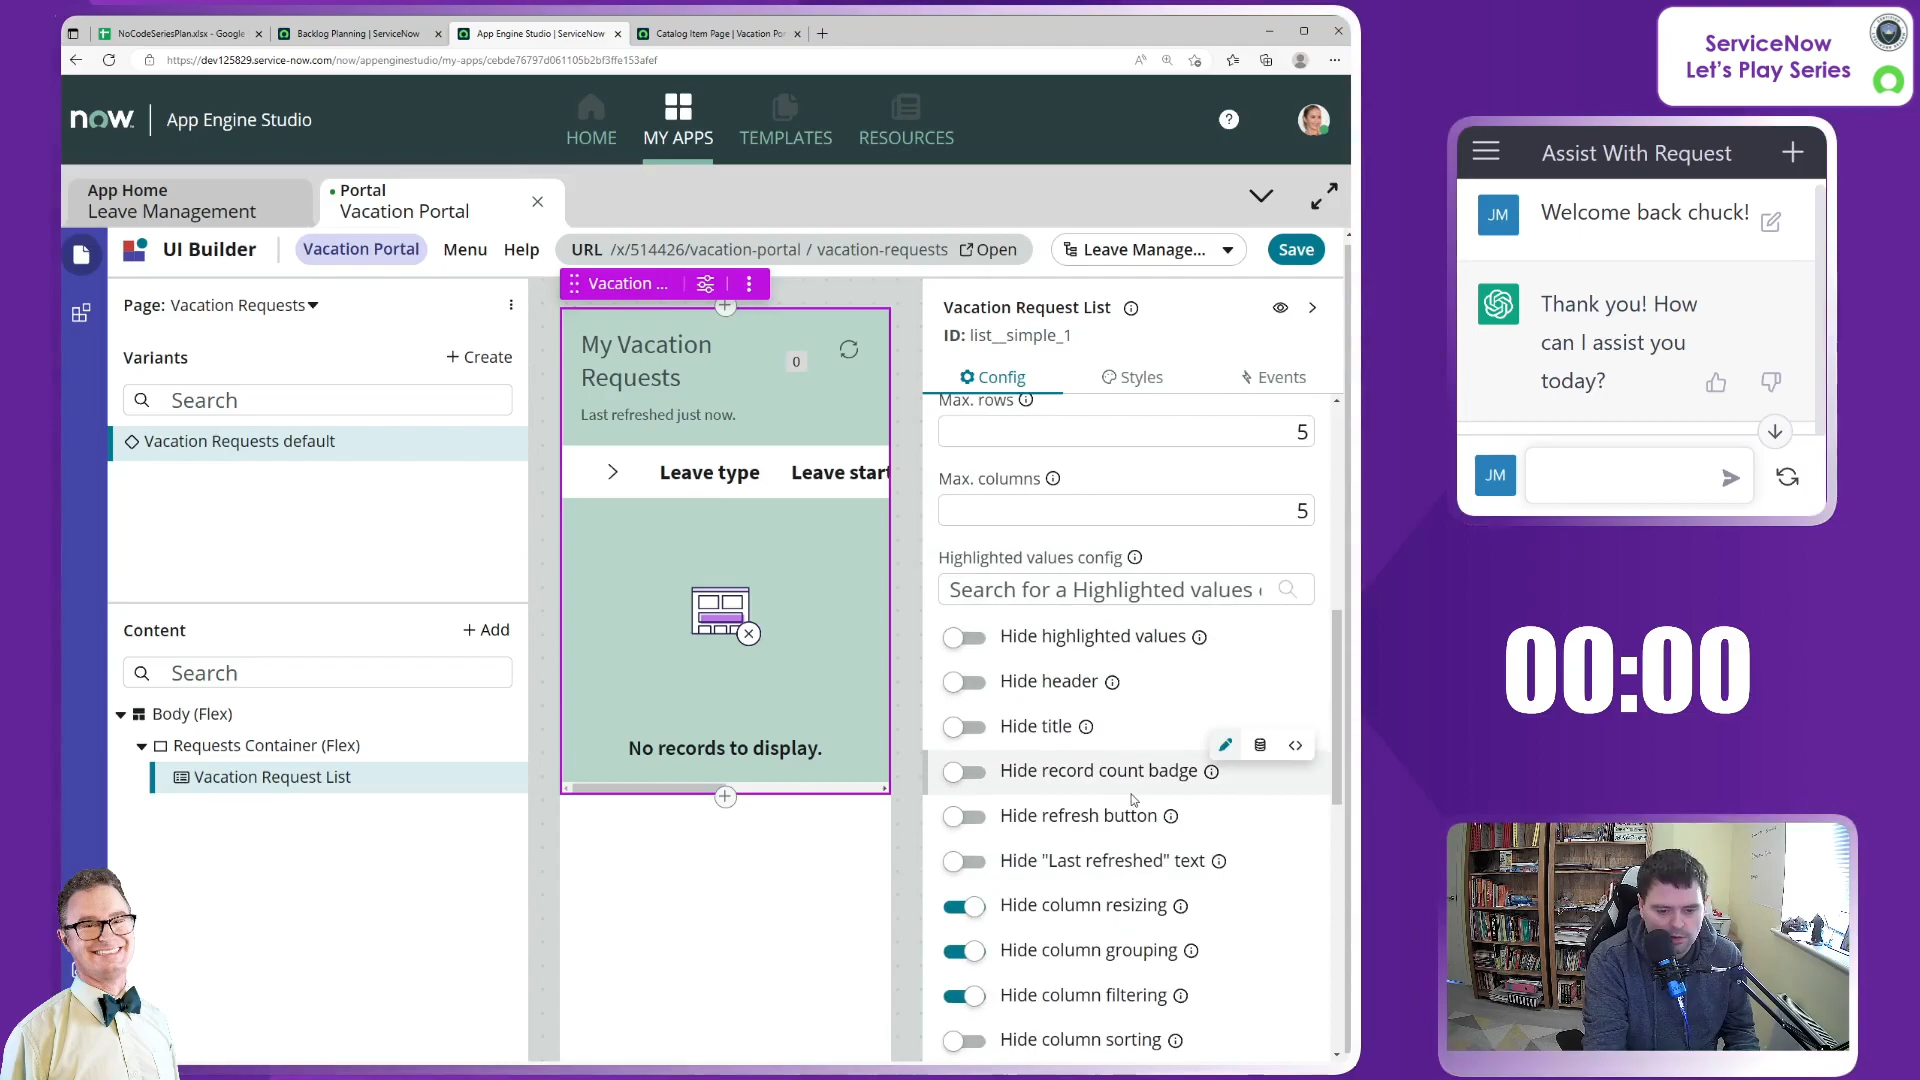 NoCodeSeriesPlan.xlsx - Google
Backlog Planning | ServiceNow
App Engine Studio | ServiceNow
Catalog Item Page | Vacation Por
https://dev125829.service-now.com/now/appenginestudio/my-apps/cebde76797d061105b2bf3ffe153afef
now.
App Engine Studio
HOME
MY APPS
TEMPLATES
RESOURCES
App Home
Leave Management
Portal
Vacation Portal
UI Builder
Vacation Portal
Menu
Help
URL /x/514426/vacation-portal / vacation-requests
Open
Leave Manage...
Save
Page: Vacation Requests
Variants
+ Create
Search
Vacation Requests default
Content
+ Add
Search
Body (Flex)
Requests Container (Flex)
Vacation Request List
Vacation ...
My Vacation
Requests
0
Last refreshed just now.
Leave type
Leave start
No records to display.
Vacation Request List
ID: list__simple_1
Config
Styles
Events
Max. rows
5
Max. columns
5
Highlighted values config
Search for a Highlighted values
Hide highlighted values
Hide header
Hide title
Hide record count badge
Hide refresh button
Hide "Last refreshed" text
Hide column resizing
Hide column grouping
Hide column filtering
Hide column sorting
ServiceNow
Let's Play Series
Assist With Request
JM
Welcome back chuck!
Thank you! How
can I assist you
today?
JM
00:00